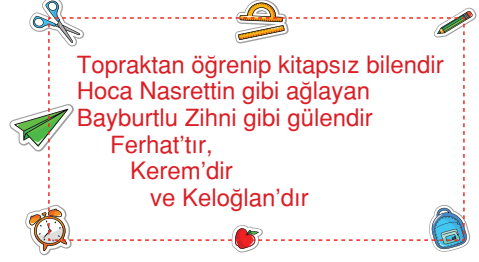 Topraktan öğrenip kitapsız bilendir
Hoca Nasrettin gibi ağlayan
Bayburtlu Zihni gibi gülendir
Ferhat’tır,
Kerem’dir
ve Keloğlan’dır